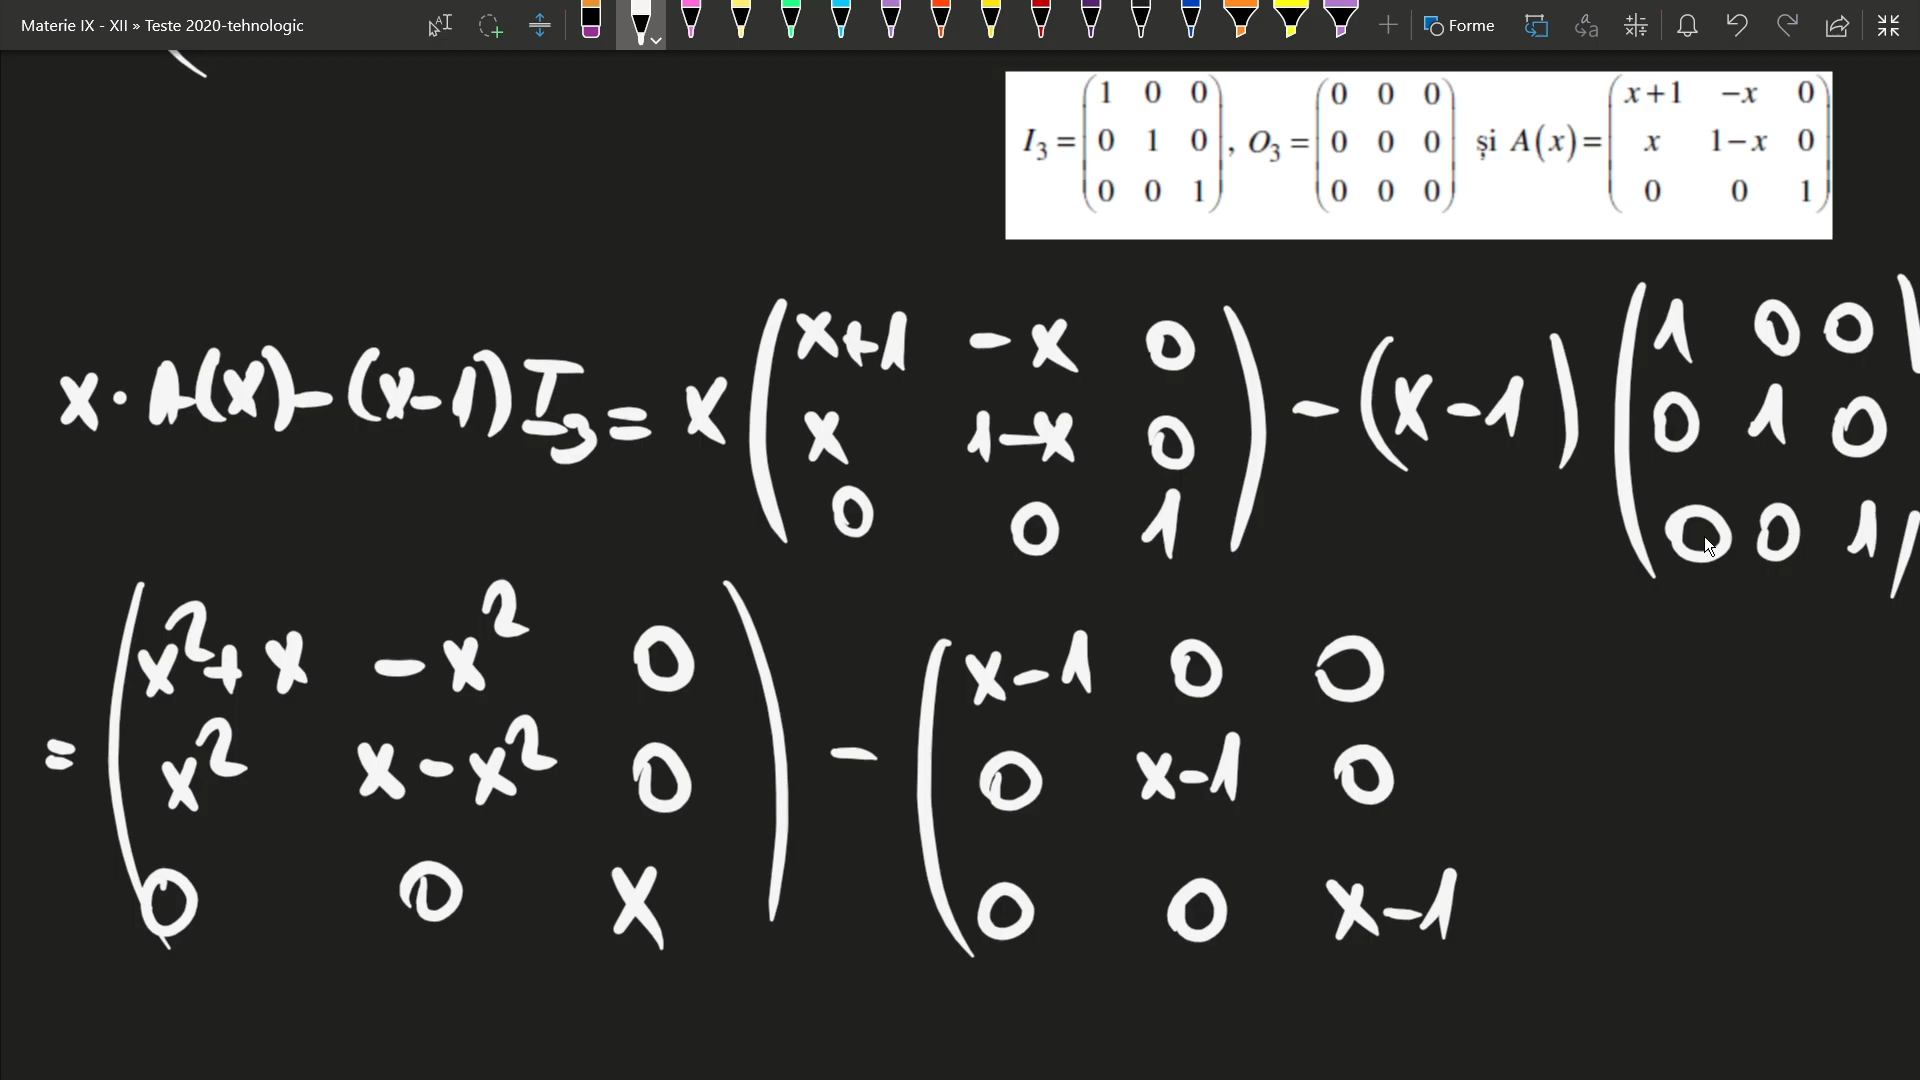 Materie IX - XII » Teste 2020-tehnologic
Forme
I₃ = (1 0 0
0 1 0
0 0 1), O₃ = (0 0 0
0 0 0
0 0 0) și A(x) = (x+1 −x 0
x 1−x 0
0 0 1)
x · A(x) − (x−1) I₃ = x (x+1 −x 0
x 1−x 0
0 0 1) − (x−1) (1 0 0
0 1 0
0 0 1)
= (x²+x −x² 0
x² x−x² 0
0 0 x) − (x−1 0 0
0 x−1 0
0 0 x−1